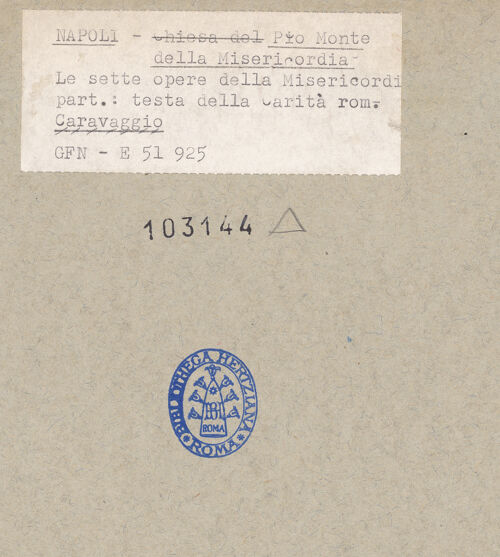 NAPOLI - Chiesa del Pio Monte
della Misericordia
Le sette opere della Misericordi
part.: testa della Carità rom.
Caravaggio
GFN - E 51 925
103144
BIBLIOTHECA HERTZIANA
BH
ROMA
* ROMA *